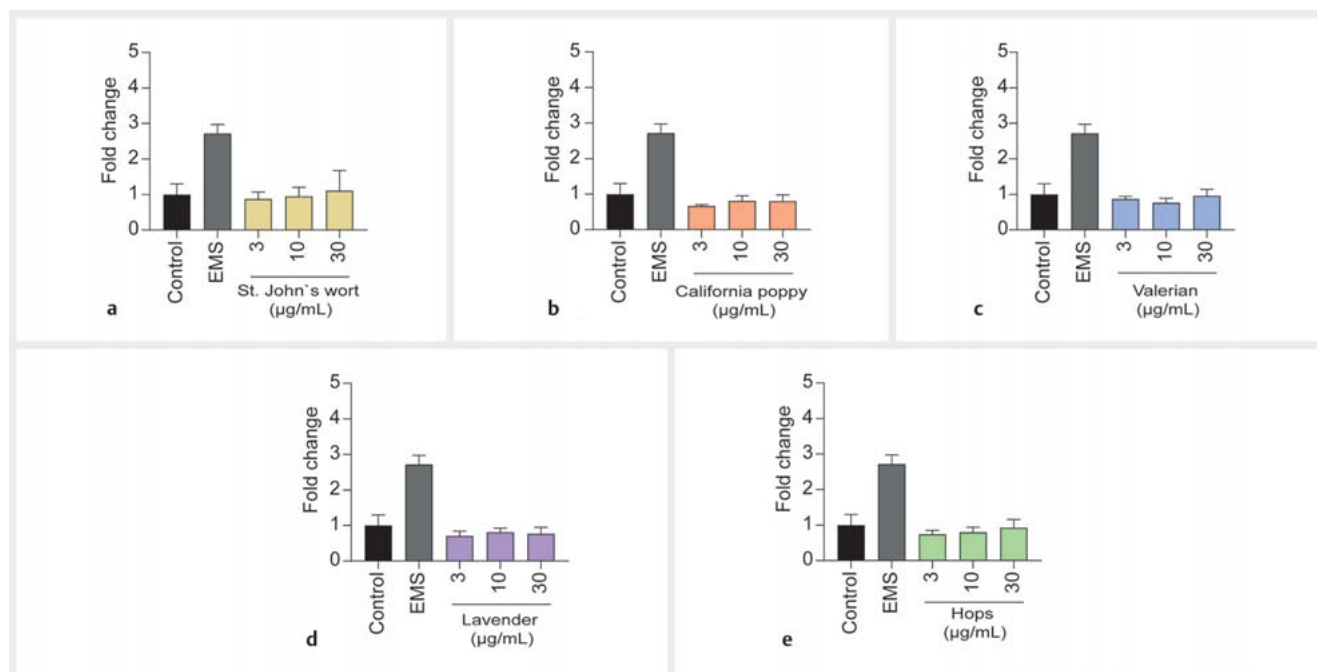 5
4
3
2
1
0
Fold change
Control
EMS
3
10
30
St. John`s wort
(µg/mL)
a
5
4
3
2
1
0
Fold change
Control
EMS
3
10
30
California poppy
(µg/mL)
b
5
4
3
2
1
0
Fold change
Control
EMS
3
10
30
Valerian
(µg/mL)
c
5
4
3
2
1
0
Fold change
Control
EMS
3
10
30
Lavender
(µg/mL)
d
5
4
3
2
1
0
Fold change
Control
EMS
3
10
30
Hops
(µg/mL)
e